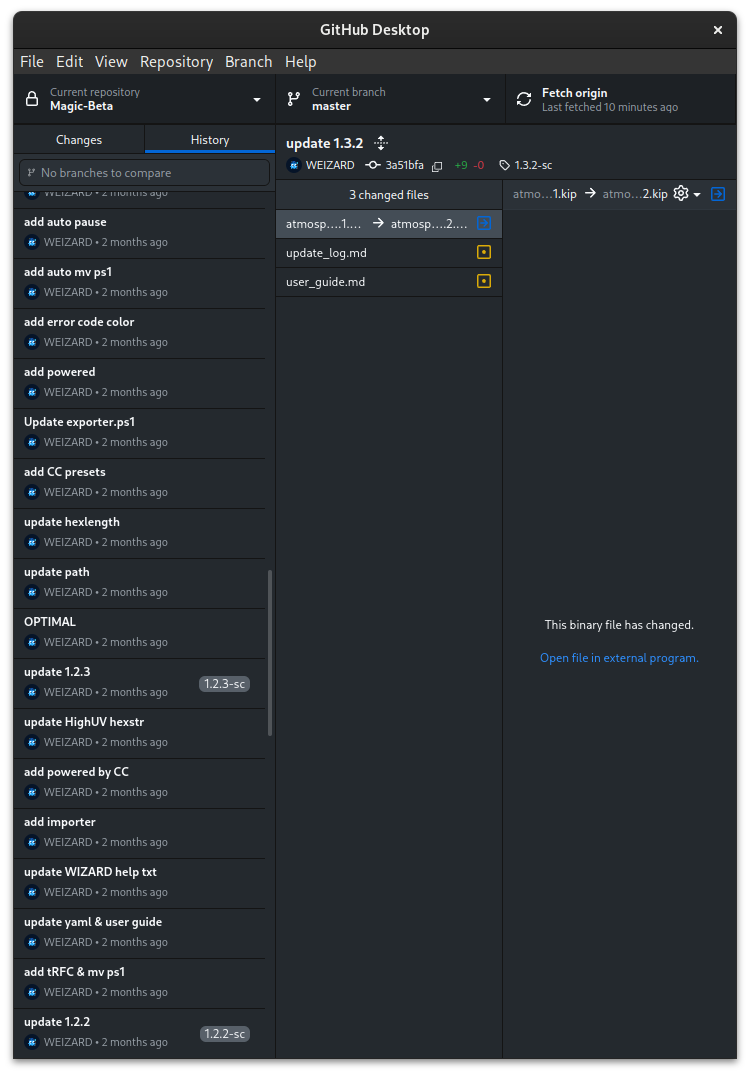 GitHub Desktop
File Edit View Repository Branch Help
Current repository
Magic-Beta
Current branch
master
Fetch origin
Last fetched 10 minutes ago
Changes
History
No branches to compare
WEIZARD • 2 months ago
add auto pause
WEIZARD • 2 months ago
add auto mv ps1
WEIZARD • 2 months ago
add error code color
WEIZARD • 2 months ago
add powered
WEIZARD • 2 months ago
Update exporter.ps1
WEIZARD • 2 months ago
add CC presets
WEIZARD • 2 months ago
update hexlength
WEIZARD • 2 months ago
update path
WEIZARD • 2 months ago
OPTIMAL
WEIZARD • 2 months ago
update 1.2.3
1.2.3-sc
WEIZARD • 2 months ago
update HighUV hexstr
WEIZARD • 2 months ago
add powered by CC
WEIZARD • 2 months ago
add importer
WEIZARD • 2 months ago
update WIZARD help txt
WEIZARD • 2 months ago
update yaml & user guide
WEIZARD • 2 months ago
add tRFC & mv ps1
WEIZARD • 2 months ago
update 1.2.2
1.2.2-sc
WEIZARD • 2 months ago
update 1.3.2
WEIZARD 3a51bfa +9 -0 1.3.2-sc
3 changed files
atmosp....1.... → atmosp....2....
update_log.md
user_guide.md
atmo...1.kip → atmo...2.kip
This binary file has changed.
Open file in external program.